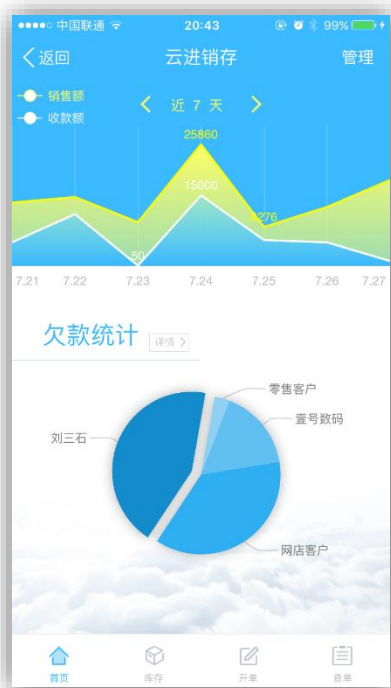 中国联通 20:43 99%
返回 云进销存 管理
销售额
收款额
近 7 天
25860
15000
6276
50
7.21 7.22 7.23 7.24 7.25 7.26 7.27
欠款统计 详情
零售客户
壹号数码
刘三石
网店客户
首页 库存 开单 查单